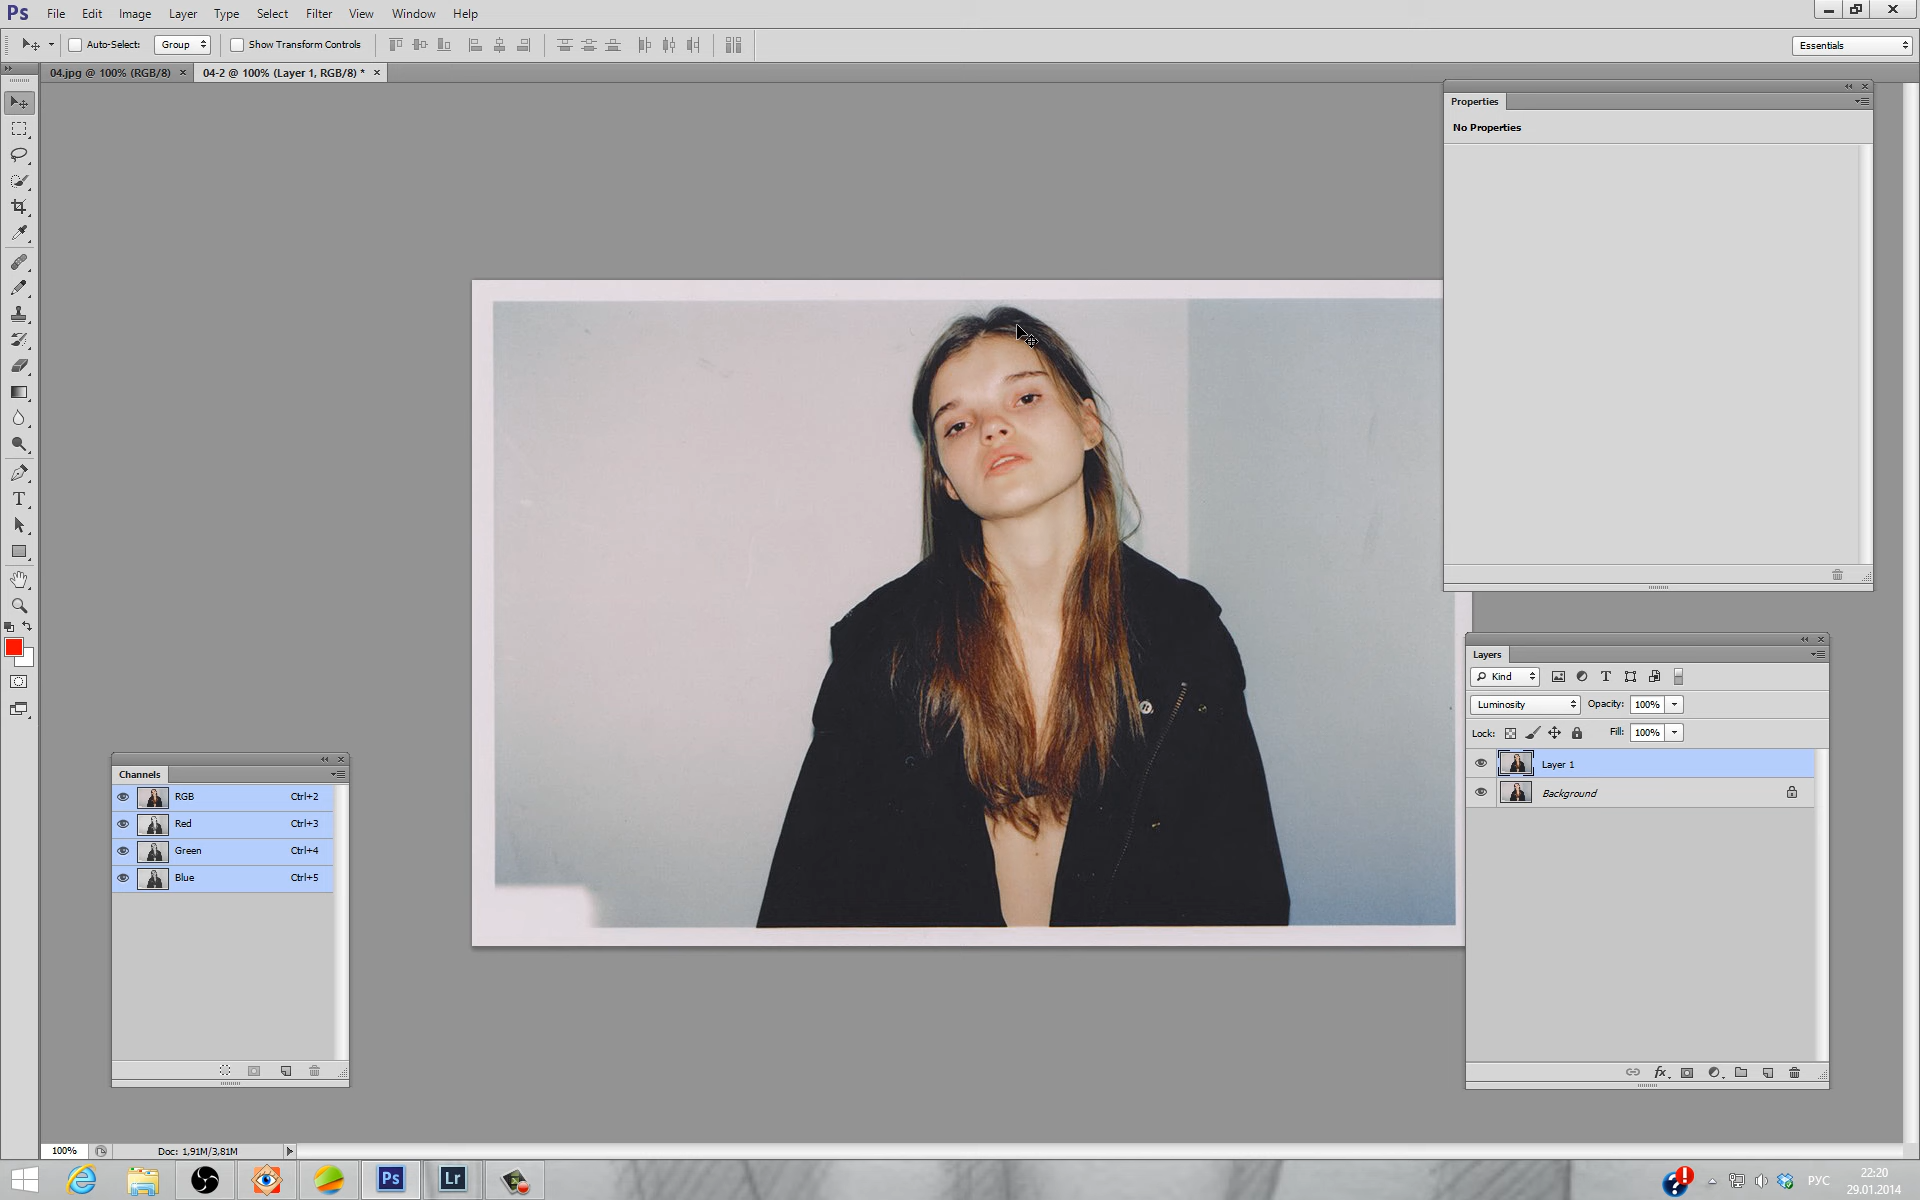 Ps File Edit Image Layer Type Select Filter View Window Help
Auto-Select: Group Show Transform Controls Essentials
04.jpg @ 100% (RGB/8) × 04-2 @ 100% (Layer 1, RGB/8) * ×
Properties
No Properties
Layers
Kind
Luminosity Opacity: 100%
Lock: Fill: 100%
Layer 1
Background
Channels
RGB Ctrl+2
Red Ctrl+3
Green Ctrl+4
Blue Ctrl+5
fx
100% Doc: 1,91M/3,81M
Ps Lr РУС 22:20
29.01.2014